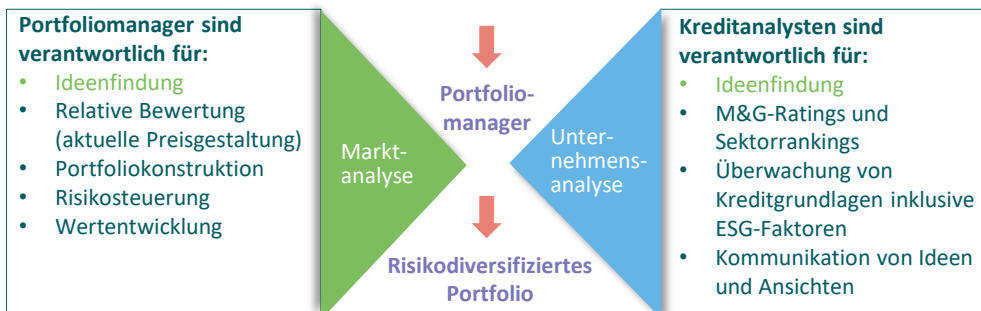 Portfoliomanager sind
verantwortlich für:
• Ideenfindung
• Relative Bewertung
(aktuelle Preisgestaltung)
• Portfoliokonstruktion
• Risikosteuerung
• Wertentwicklung
Markt-
analyse
Portfolio-
manager
Risikodiversifiziertes
Portfolio
Unter-
nehmens-
analyse
Kreditanalysten sind
verantwortlich für:
• Ideenfindung
• M&G-Ratings und
Sektorrankings
• Überwachung von
Kreditgrundlagen inklusive
ESG-Faktoren
• Kommunikation von Ideen
und Ansichten